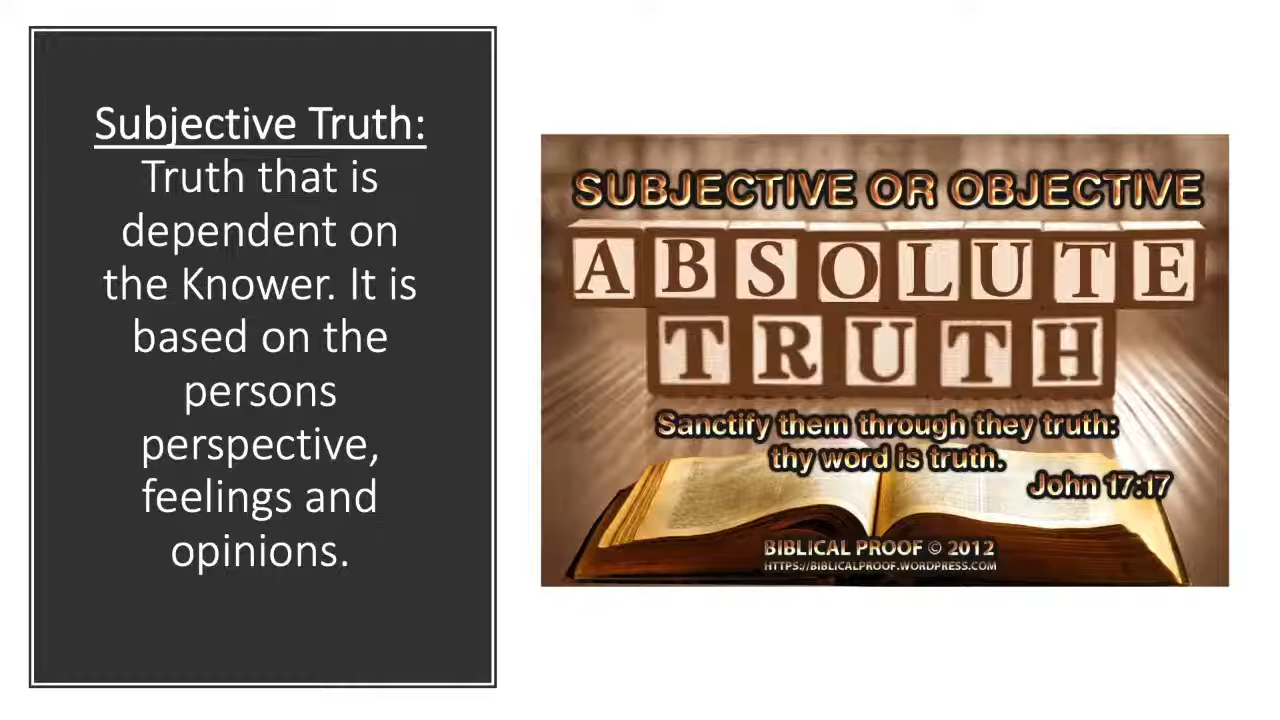 Subjective Truth:
Truth that is
dependent on
the Knower. It is
based on the
persons
perspective,
feelings and
opinions.
SUBJECTIVE OR OBJECTIVE
ABSOLUTE
TRUTH
Sanctify them through they truth:
thy word is truth.
John 17:17
BIBLICAL PROOF © 2012
HTTPS://BIBLICALPROOF.WORDPRESS.COM